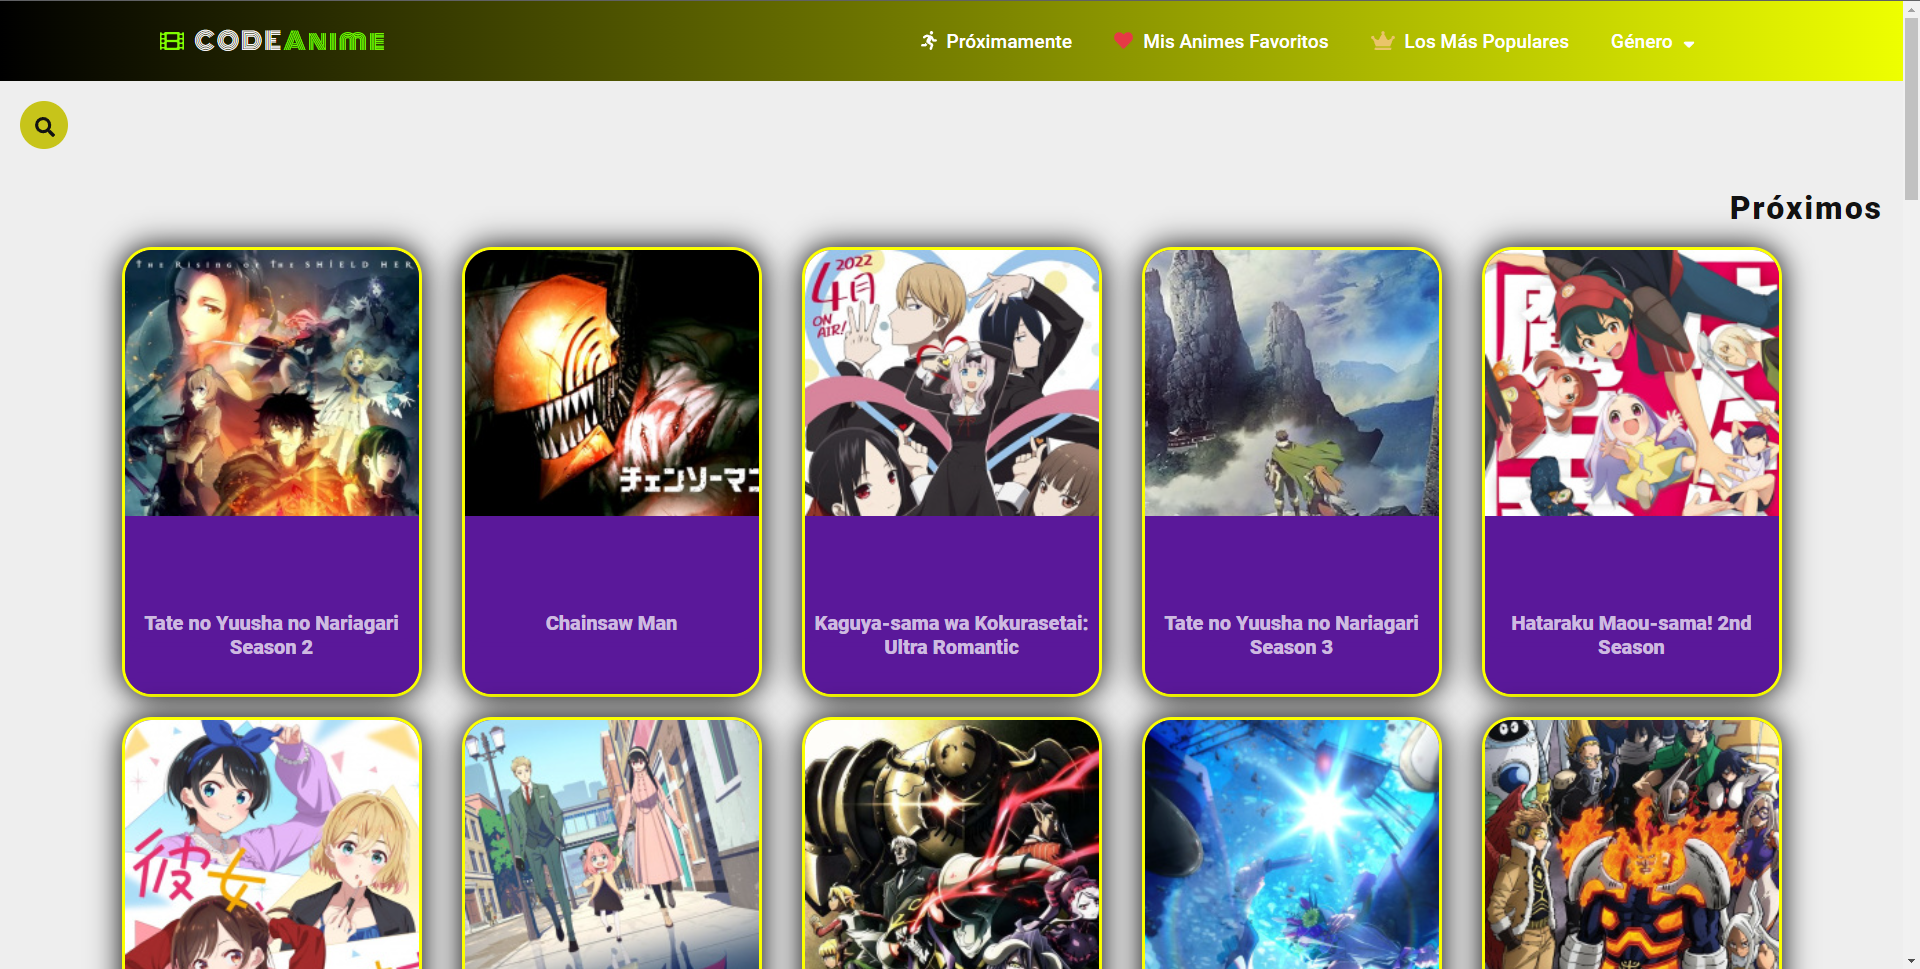 CODEANIME
Próximamente
Mis Animes Favoritos
Los Más Populares
Género
Próximos
THE RISING OF THE SHIELD HER
チェンソーマン
2022
4月
ON
AIR!
Tate no Yuusha no Nariagari
Season 2
Chainsaw Man
Kaguya-sama wa Kokurasetai:
Ultra Romantic
Tate no Yuusha no Nariagari
Season 3
Hataraku Maou-sama! 2nd
Season
彼女